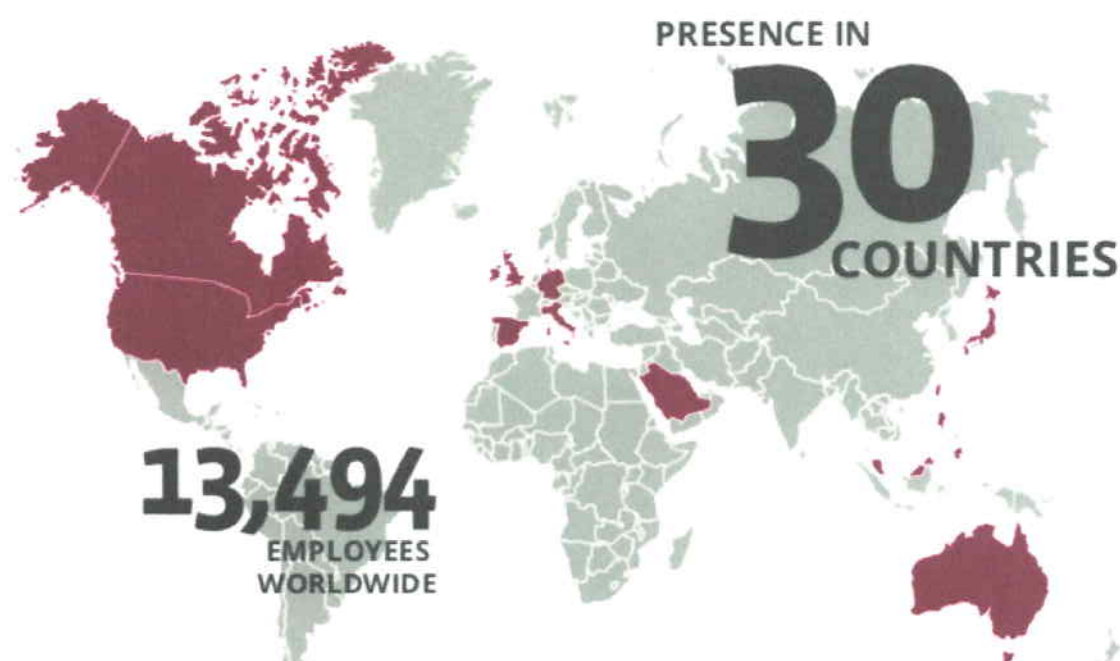 PRESENCE IN
30
COUNTRIES
13,494
EMPLOYEES
WORLDWIDE